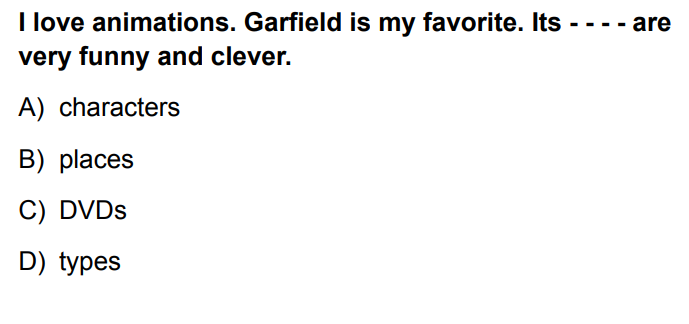 I love animations. Garfield is my favorite. Its - - - - are
very funny and clever.
A) characters
B) places
C) DVDs
D) types